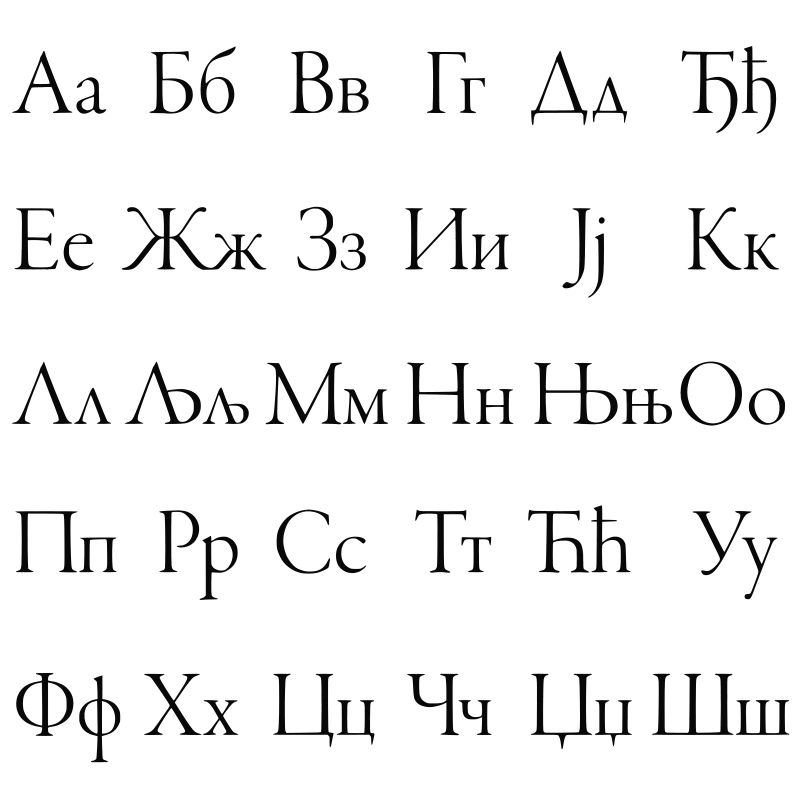 Аа Бб Вв Гг Дд Ђђ
Ее Жж Зз Ии Јј Кк
Лл Љљ Мм Нн Њњ Оо
Пп Рр Сс Тт Ћћ Уу
Фф Хх Цц Чч Џџ Шш